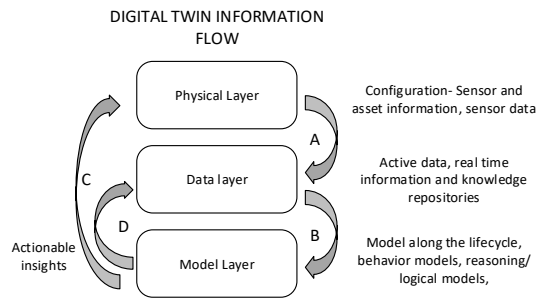 DIGITAL TWIN INFORMATION
FLOW
Physical Layer
Configuration- Sensor and
asset information, sensor data
A
C
Data layer
Active data, real time
information and knowledge
repositories
D
B
Actionable
insights
Model Layer
Model along the lifecycle,
behavior models, reasoning/
logical models,